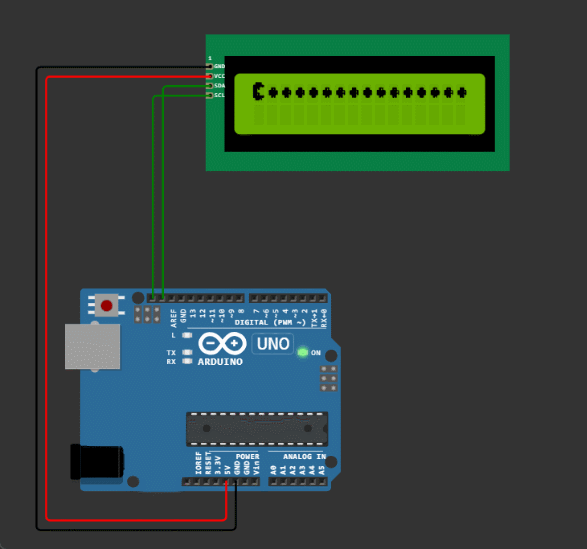 1
GND
VCC
SDA
SCL
AREF
GND
13
12
~11
~10
~9
8
7
~6
~5
4
~3
2
TX→1
RX←0
DIGITAL (PWM ~)
L
TX
RX
UNO
ON
ARDUINO
IOREF
RESET
3.3V
5V
GND
GND
Vin
POWER
ANALOG IN
A0
A1
A2
A3
A4
A5